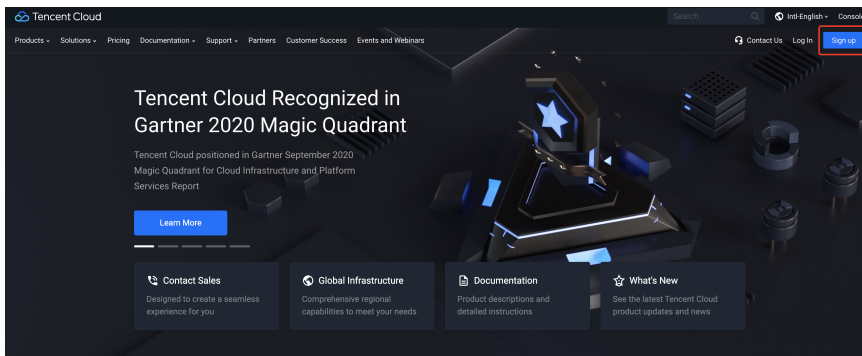 Tencent Cloud
Search
Intl-English
Console
Products
Solutions
Pricing
Documentation
Support
Partners
Customer Success
Events and Webinars
Contact Us
Log In
Sign up
Tencent Cloud Recognized in
Gartner 2020 Magic Quadrant
Tencent Cloud positioned in Gartner September 2020
Magic Quadrant for Cloud Infrastructure and Platform
Services Report
Learn More
Contact Sales
Designed to create a seamless
experience for you
Global Infrastructure
Comprehensive regional
capabilities to meet your needs
Documentation
Product descriptions and
detailed instructions
What's New
See the latest Tencent Cloud
product updates and news